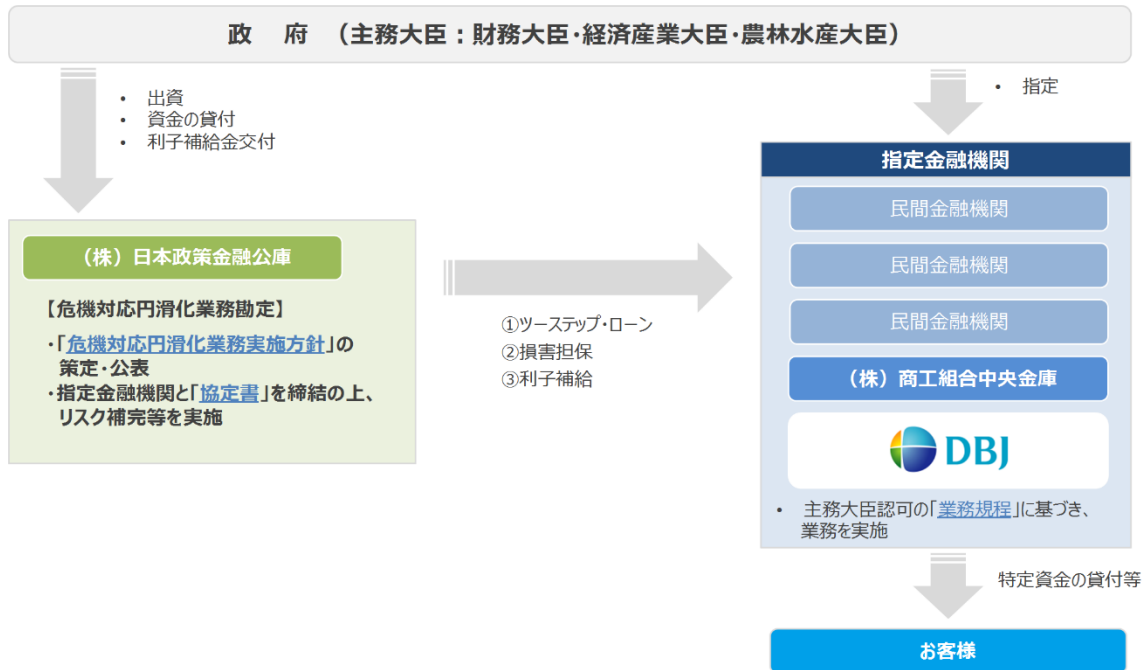 政　府　（主務大臣：財務大臣・経済産業大臣・農林水産大臣）
・ 出資
・ 資金の貸付
・ 利子補給金交付
・ 指定
（株）日本政策金融公庫
【危機対応円滑化業務勘定】
・「危機対応円滑化業務実施方針」の
策定・公表
・指定金融機関と「協定書」を締結の上、
リスク補完等を実施
①ツーステップ・ローン
②損害担保
③利子補給
指定金融機関
民間金融機関
民間金融機関
民間金融機関
（株）商工組合中央金庫
DBJ
・ 主務大臣認可の「業務規程」に基づき、
業務を実施
特定資金の貸付等
お客様